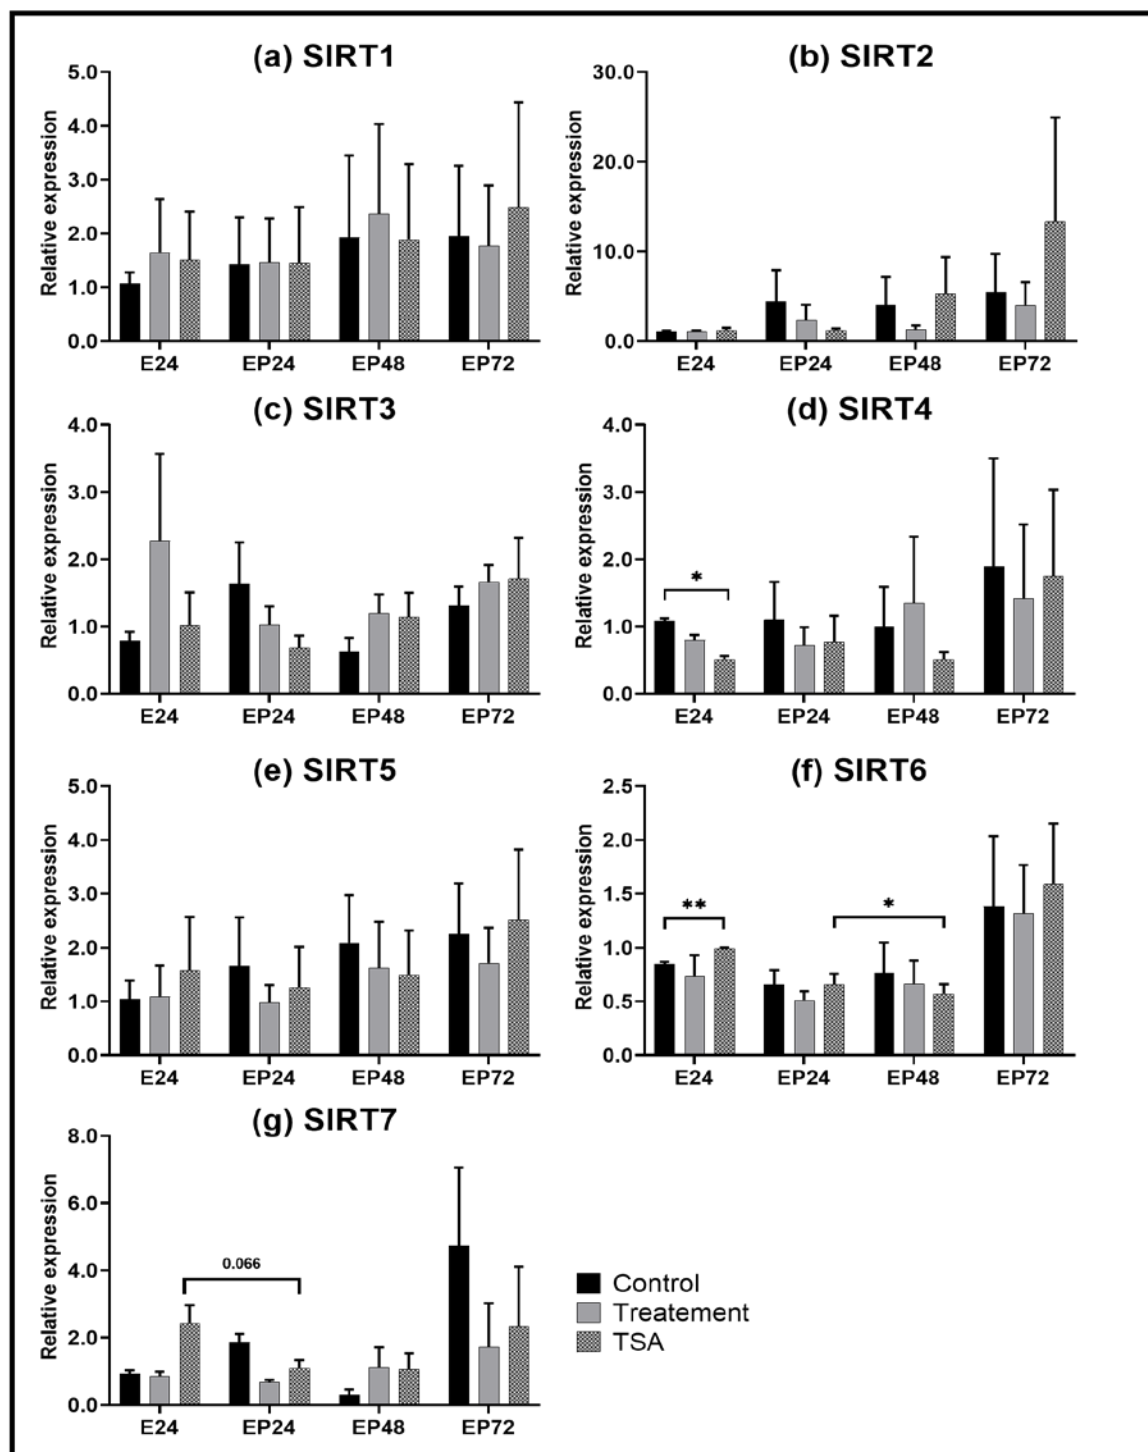 (a) SIRT1
Relative expression
5.0
4.0
3.0
2.0
1.0
0.0
E24 EP24 EP48 EP72
(b) SIRT2
Relative expression
30.0
20.0
10.0
0.0
E24 EP24 EP48 EP72
(c) SIRT3
Relative expression
4.0
3.0
2.0
1.0
0.0
E24 EP24 EP48 EP72
(d) SIRT4
Relative expression
4.0
3.0
2.0
1.0
0.0
*
E24 EP24 EP48 EP72
(e) SIRT5
Relative expression
5.0
4.0
3.0
2.0
1.0
0.0
E24 EP24 EP48 EP72
(f) SIRT6
Relative expression
2.5
2.0
1.5
1.0
0.5
0.0
** *
E24 EP24 EP48 EP72
(g) SIRT7
Relative expression
8.0
6.0
4.0
2.0
0.0
0.066
E24 EP24 EP48 EP72
Control
Treatement
TSA